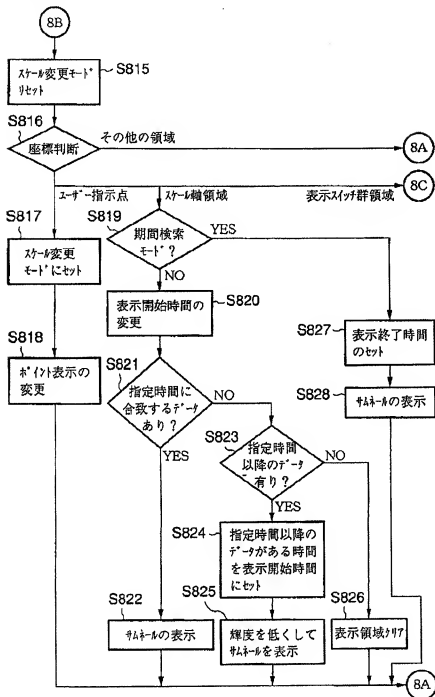 8B
スケール変更モード
リセット
S815
S816
座標判断
その他の領域
8A
8C
ユーザー指示点
スケール軸領域
表示スイッチ群領域
S817
スケール変更
モードにセット
S819
期間検索
モード?
YES
NO
S818
ポイント表示の
変更
表示開始時間の
変更
S820
S827
表示終了時間
のセット
S828
サムネールの表示
S821
指定時間に
合致するデータ
あり?
NO
YES
S823
指定時間
以降のデータ
有り?
NO
YES
S824
指定時間以降の
データがある時間
を表示開始時間
にセット
S822
サムネールの表示
S825
輝度を低くして
サムネールを表示
S826
表示領域クリア
8A